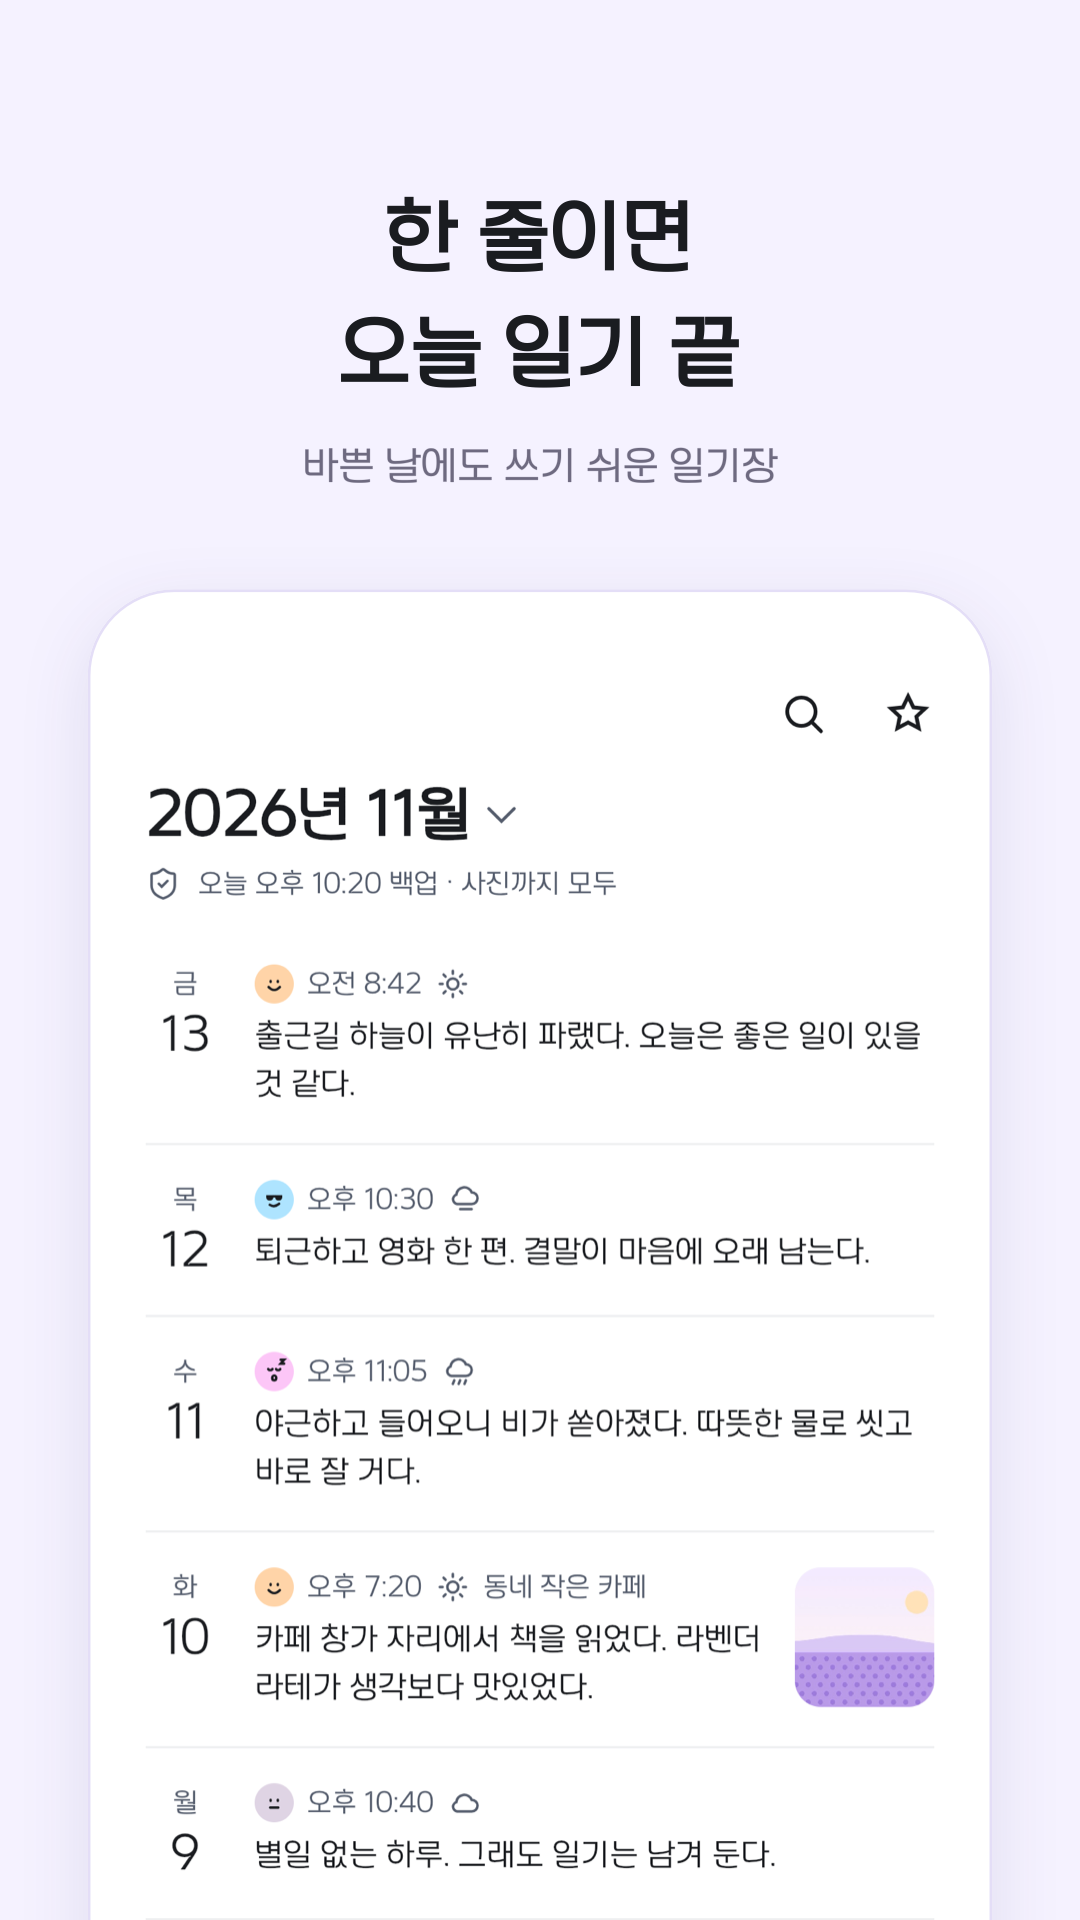 한 줄이면
오늘 일기 끝
바쁜 날에도 쓰기 쉬운 일기장
2026년 11월
오늘 오후 10:20 백업 · 사진까지 모두
금
13
오전 8:42
출근길 하늘이 유난히 파랬다. 오늘은 좋은 일이 있을
것 같다.
목
12
오후 10:30
퇴근하고 영화 한 편. 결말이 마음에 오래 남는다.
수
11
오후 11:05
야근하고 들어오니 비가 쏟아졌다. 따뜻한 물로 씻고
바로 잘 거다.
화
10
오후 7:20 동네 작은 카페
카페 창가 자리에서 책을 읽었다. 라벤더
라테가 생각보다 맛있었다.
월
9
오후 10:40
별일 없는 하루. 그래도 일기는 남겨 둔다.